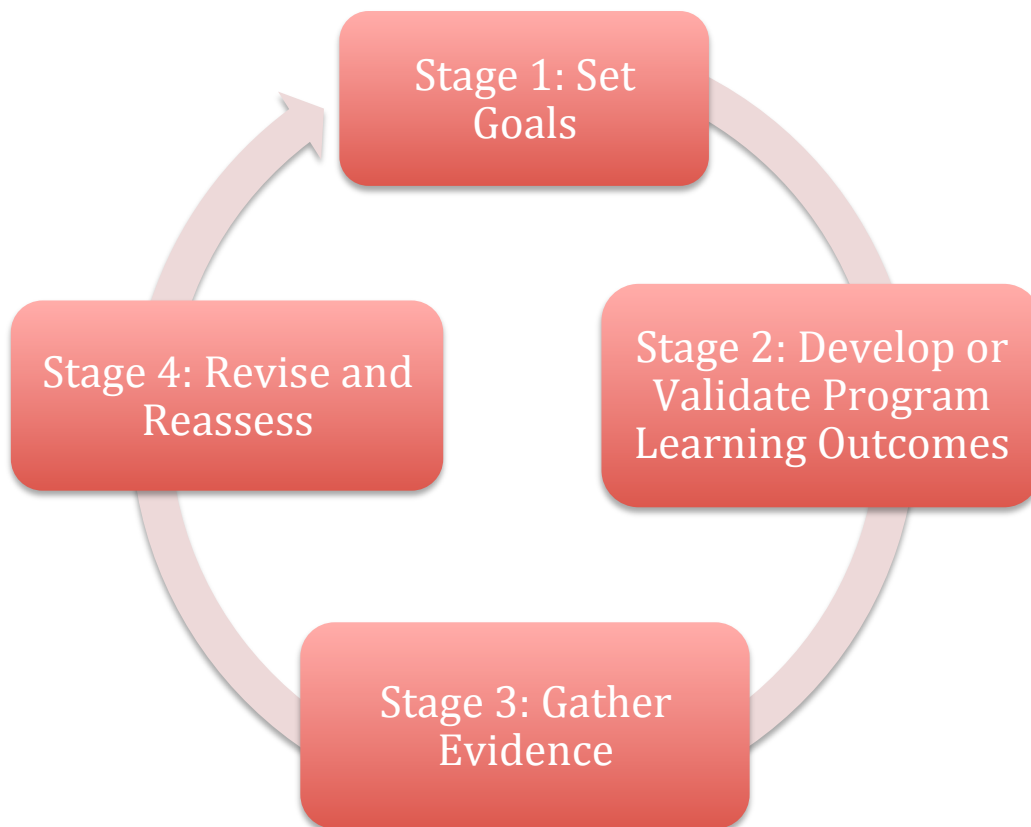 Stage 1: Set
Goals
Stage 2: Develop or
Validate Program
Learning Outcomes
Stage 3: Gather
Evidence
Stage 4: Revise and
Reassess